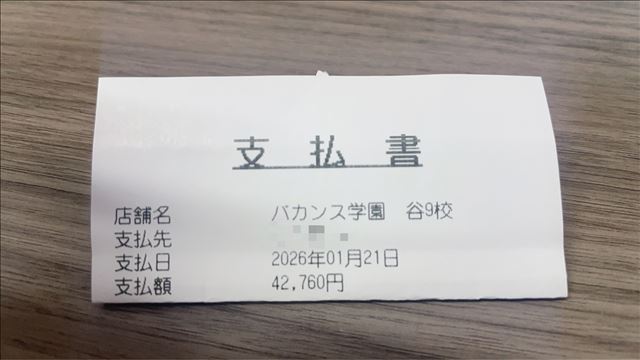 支払書
店舗名 バカンス学園 谷9校
支払先
支払日 2026年01月21日
支払額 42,760円